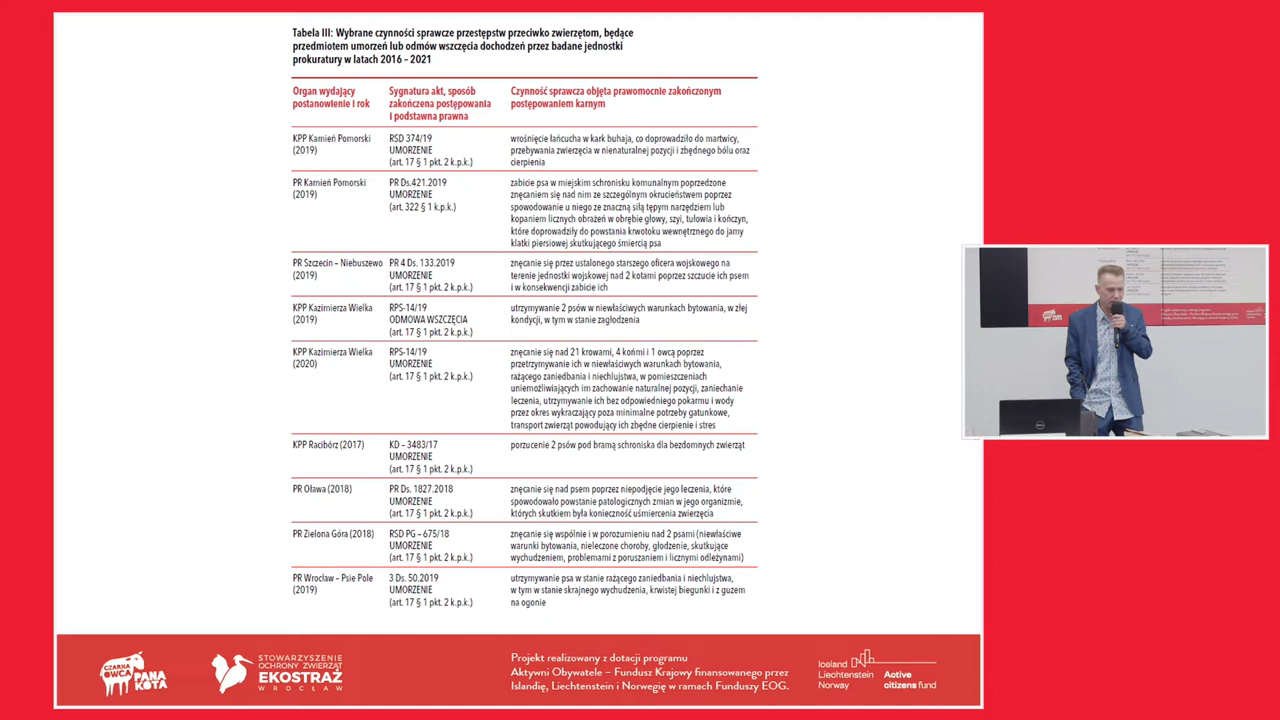 Tabela III: Wybrane czynności sprawcze przestępstw przeciwko zwierzętom, będące
przedmiotem umorzeń lub odmów wszczęcia dochodzeń przez badane jednostki
prokuratury w latach 2016 – 2021
Organ wydający
postanowienie i rok
Sygnatura akt, sposób
zakończenia postępowania
i podstawna prawna
Czynność sprawcza objęta prawomocnie zakończonym
postępowaniem karnym
KPP Kamień Pomorski
(2019)
RSD 374/19
UMORZENIE
(art. 17 § 1 pkt. 2 k.p.k.)
wrośnięcie łańcucha w kark buhaja, co doprowadziło do martwicy,
przebywania zwierzęcia w nienaturalnej pozycji i zbędnego bólu oraz
cierpienia
PR Kamień Pomorski
(2019)
PR Ds.421.2019
UMORZENIE
(art. 322 § 1 k.p.k.)
zabicie psa w miejskim schronisku komunalnym poprzedzone
znęcaniem się nad nim ze szczególnym okrucieństwem poprzez
spowodowanie u niego ze znaczną siłą tępym narzędziem lub
kopaniem licznych obrażeń w obrębie głowy, szyi, tułowia i kończyn,
które doprowadziły do powstania krwotoku wewnętrznego do jamy
klatki piersiowej skutkującego śmiercią psa
PR Szczecin – Niebuszewo
(2019)
PR 4 Ds. 133.2019
UMORZENIE
(art. 17 § 1 pkt. 2 k.p.k.)
znęcanie się przez ustalonego starszego oficera wojskowego na
terenie jednostki wojskowej nad 2 kotami poprzez szczucie ich psem
i w konsekwencji zabicie ich
KPP Kazimierza Wielka
(2019)
RPS-14/19
ODMOWA WSZCZĘCIA
(art. 17 § 1 pkt. 2 k.p.k.)
utrzymywanie 2 psów w niewłaściwych warunkach bytowania, w złej
kondycji, w tym w stanie zagłodzenia
KPP Kazimierza Wielka
(2020)
RPS-14/19
UMORZENIE
(art. 17 § 1 pkt. 2 k.p.k.)
znęcanie się nad 21 krowami, 4 końmi i 1 owcą poprzez
przetrzymywanie ich w niewłaściwych warunkach bytowania,
rażącego zaniedbania i niechlujstwa, w pomieszczeniach
uniemożliwiających im zachowanie naturalnej pozycji, zaniechanie
leczenia, utrzymywanie ich bez odpowiedniego pokarmu i wody
przez okres wykraczający poza minimalne potrzeby gatunkowe,
transport zwierząt powodujący ich zbędne cierpienie i stres
KPP Racibórz (2017)
KD – 3483/17
UMORZENIE
(art. 17 § 1 pkt. 2 k.p.k.)
porzucenie 2 psów pod bramą schroniska dla bezdomnych zwierząt
PR Oława (2018)
PR Ds. 1827.2018
UMORZENIE
(art. 17 § 1 pkt. 2 k.p.k.)
znęcanie się nad psem poprzez niepodjęcie jego leczenia, które
spowodowało powstanie patologicznych zmian w jego organizmie,
których skutkiem była konieczność uśmiercenia zwierzęcia
PR Zielona Góra (2018)
RSD PG – 675/18
UMORZENIE
(art. 17 § 1 pkt. 2 k.p.k.)
znęcanie się wspólnie i w porozumieniu nad 2 psami (niewłaściwe
warunki bytowania, nieleczone choroby, głodzenie, skutkujące
wychudzeniem, problemami z poruszaniem i licznymi odleżynami)
PR Wrocław – Psie Pole
(2019)
3 Ds. 50.2019
UMORZENIE
(art. 17 § 1 pkt. 2 k.p.k.)
utrzymywanie psa w stanie rażącego zaniedbania i niechlujstwa,
w tym w stanie skrajnego wychudzenia, krwistej biegunki i z guzem
na ogonie
CZARNA
OWCA
PANA
KOTA
STOWARZYSZENIE
OCHRONY ZWIERZĄT
EKOSTRAŻ
WROCŁAW
Projekt realizowany z dotacji programu
Aktywni Obywatele – Fundusz Krajowy finansowanego przez
Islandię, Liechtenstein i Norwegię w ramach Funduszy EOG.
Iceland
Liechtenstein
Norway
Active
citizens fund